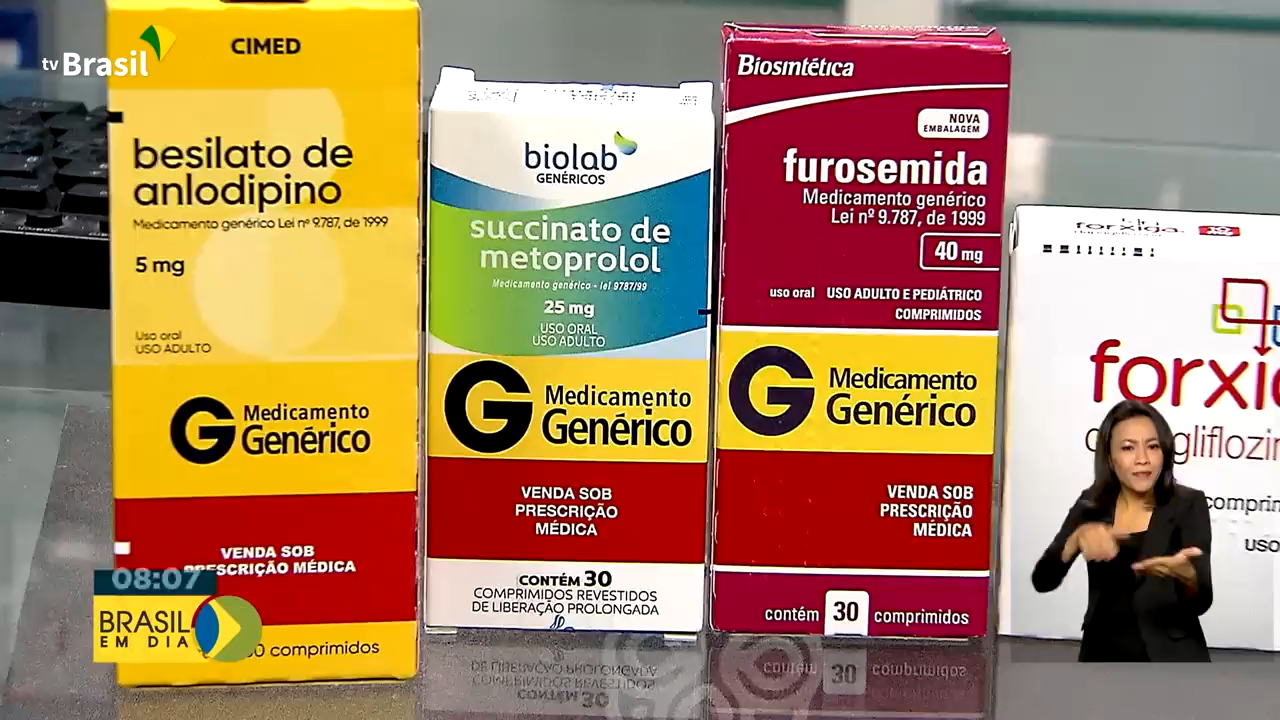 tv Brasil
CIMED
besilato de
anlodipino
Medicamento genérico Lei nº 9.787, de 1999
5 mg
Uso oral
USO ADULTO
G Medicamento
Genérico
VENDA SOB
PRESCRIÇÃO MÉDICA
comprimidos
biolab
GENÉRICOS
succinato de
metoprolol
Medicamento genérico - lei 9787/99
25 mg
USO ORAL
USO ADULTO
G Medicamento
Genérico
VENDA SOB
PRESCRIÇÃO
MÉDICA
CONTÉM 30
COMPRIMIDOS REVESTIDOS
DE LIBERAÇÃO PROLONGADA
Biosintética
NOVA
EMBALAGEM
furosemida
Medicamento genérico
Lei nº 9.787, de 1999
40 mg
uso oral USO ADULTO E PEDIÁTRICO
COMPRIMIDOS
G Medicamento
Genérico
VENDA SOB
PRESCRIÇÃO
MÉDICA
contém 30 comprimidos
forxiga
forxig
gliflozin
comprim
uso
08:07
BRASIL
EM DIA